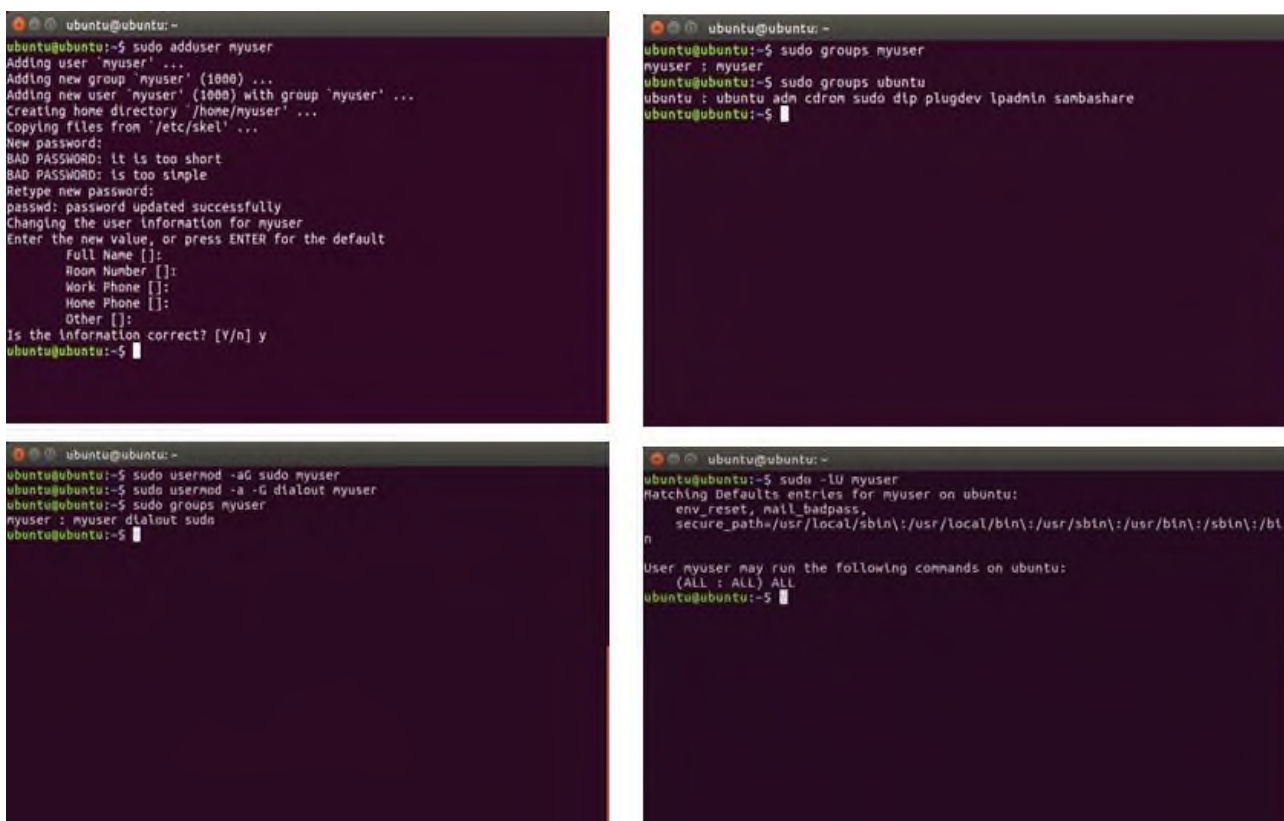 ubuntu@ubuntu: ~
ubuntu@ubuntu:~$ sudo adduser myuser
Adding user `myuser' ...
Adding new group `myuser' (1000) ...
Adding new user `myuser' (1000) with group `myuser' ...
Creating home directory `/home/myuser' ...
Copying files from `/etc/skel' ...
New password:
BAD PASSWORD: it is too short
BAD PASSWORD: is too simple
Retype new password:
passwd: password updated successfully
Changing the user information for myuser
Enter the new value, or press ENTER for the default
Full Name []:
Room Number []:
Work Phone []:
Home Phone []:
Other []:
Is the information correct? [Y/n] y
ubuntu@ubuntu:~$
ubuntu@ubuntu: ~
ubuntu@ubuntu:~$ sudo groups myuser
myuser : myuser
ubuntu@ubuntu:~$ sudo groups ubuntu
ubuntu : ubuntu adm cdrom sudo dip plugdev lpadmin sambashare
ubuntu@ubuntu:~$
ubuntu@ubuntu: ~
ubuntu@ubuntu:~$ sudo usermod -aG sudo myuser
ubuntu@ubuntu:~$ sudo usermod -a -G dialout myuser
ubuntu@ubuntu:~$ sudo groups myuser
myuser : myuser dialout sudo
ubuntu@ubuntu:~$
ubuntu@ubuntu: ~
ubuntu@ubuntu:~$ sudo -lU myuser
Matching Defaults entries for myuser on ubuntu:
env_reset, mail_badpass,
secure_path=/usr/local/sbin\:/usr/local/bin\:/usr/sbin\:/usr/bin\:/sbin\:/bi
n
User myuser may run the following commands on ubuntu:
(ALL : ALL) ALL
ubuntu@ubuntu:~$